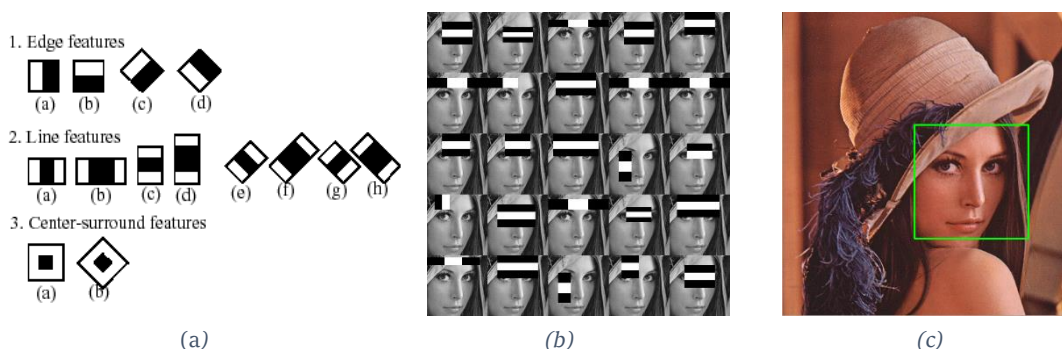 1. Edge features
(a) (b) (c) (d)
2. Line features
(a) (b) (c) (d) (e) (f) (g) (h)
3. Center-surround features
(a) (b)
(a) (b) (c)